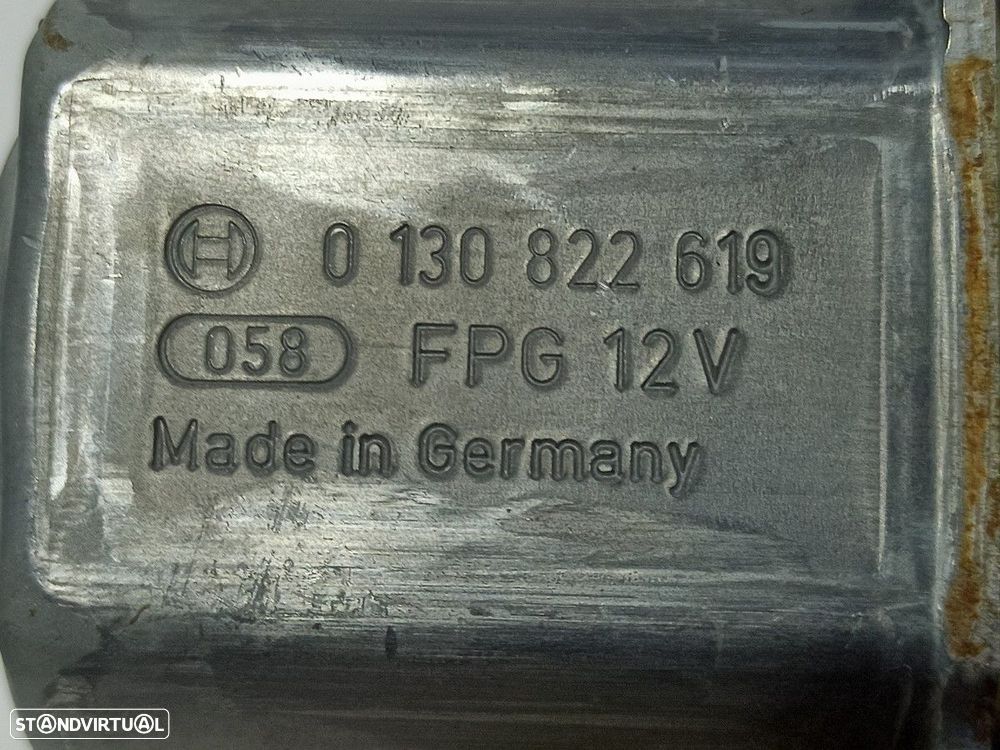 0 130 822 619
058 FPG 12V
Made in Germany
STANDVIRTUAL